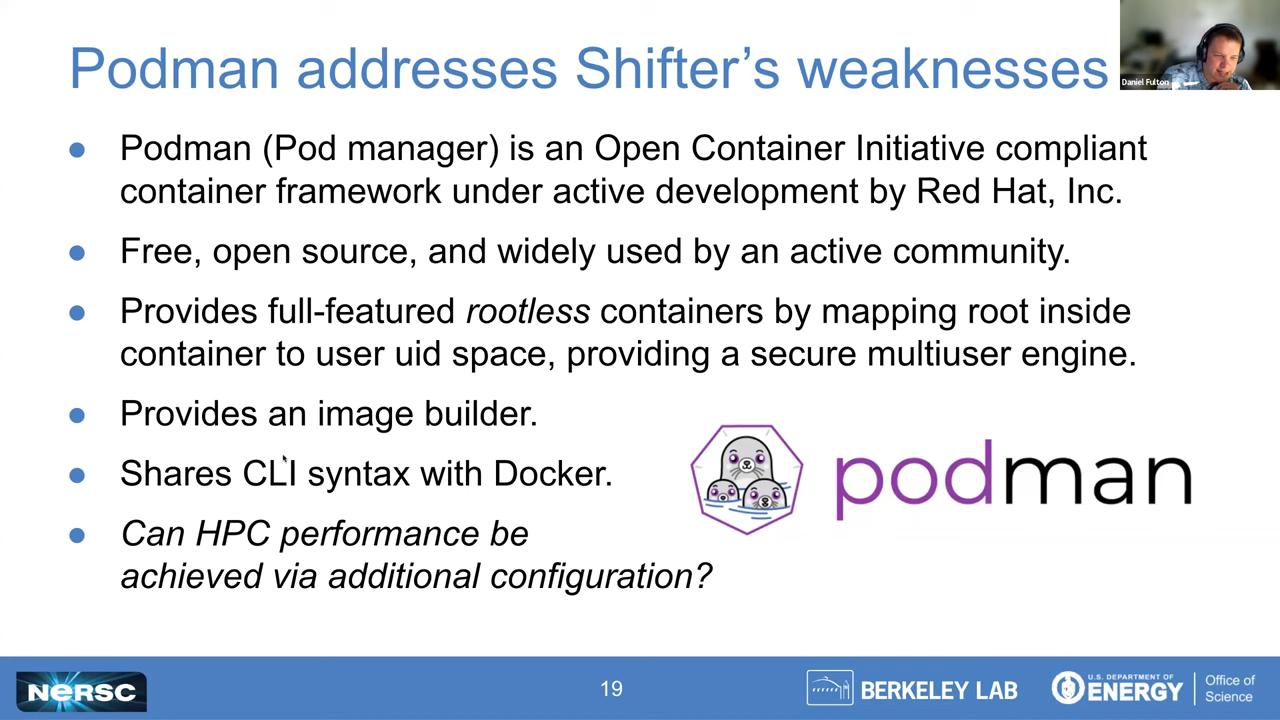 Podman addresses Shifter's weaknesses
Daniel Fulton
● Podman (Pod manager) is an Open Container Initiative compliant
container framework under active development by Red Hat, Inc.
● Free, open source, and widely used by an active community.
● Provides full-featured rootless containers by mapping root inside
container to user uid space, providing a secure multiuser engine.
● Provides an image builder.
● Shares CLI syntax with Docker.
● Can HPC performance be
achieved via additional configuration?
podman
NERSC
19
BERKELEY LAB
U.S. DEPARTMENT OF
ENERGY
Office of
Science